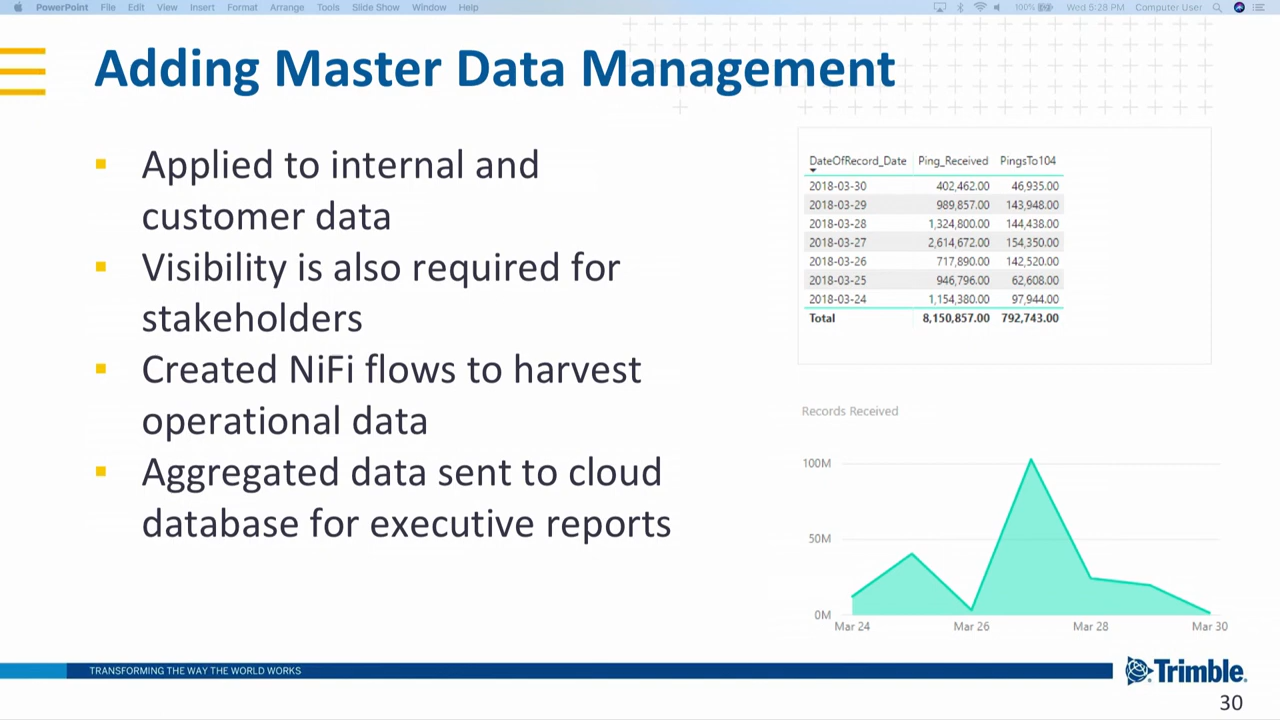 PowerPoint File Edit View Insert Format Arrange Tools Slide Show Window Help 100% Wed 5:28 PM Computer User
Adding Master Data Management
▪ Applied to internal and
customer data
▪ Visibility is also required for
stakeholders
▪ Created NiFi flows to harvest
operational data
▪ Aggregated data sent to cloud
database for executive reports
DateOfRecord_Date Ping_Received PingsTo104
2018-03-30 402,462.00 46,935.00
2018-03-29 989,857.00 143,948.00
2018-03-28 1,324,800.00 144,438.00
2018-03-27 2,614,672.00 154,350.00
2018-03-26 717,890.00 142,520.00
2018-03-25 946,796.00 62,608.00
2018-03-24 1,154,380.00 97,944.00
Total 8,150,857.00 792,743.00
Records Received
100M
50M
0M
Mar 24 Mar 26 Mar 28 Mar 30
TRANSFORMING THE WAY THE WORLD WORKS
Trimble
30